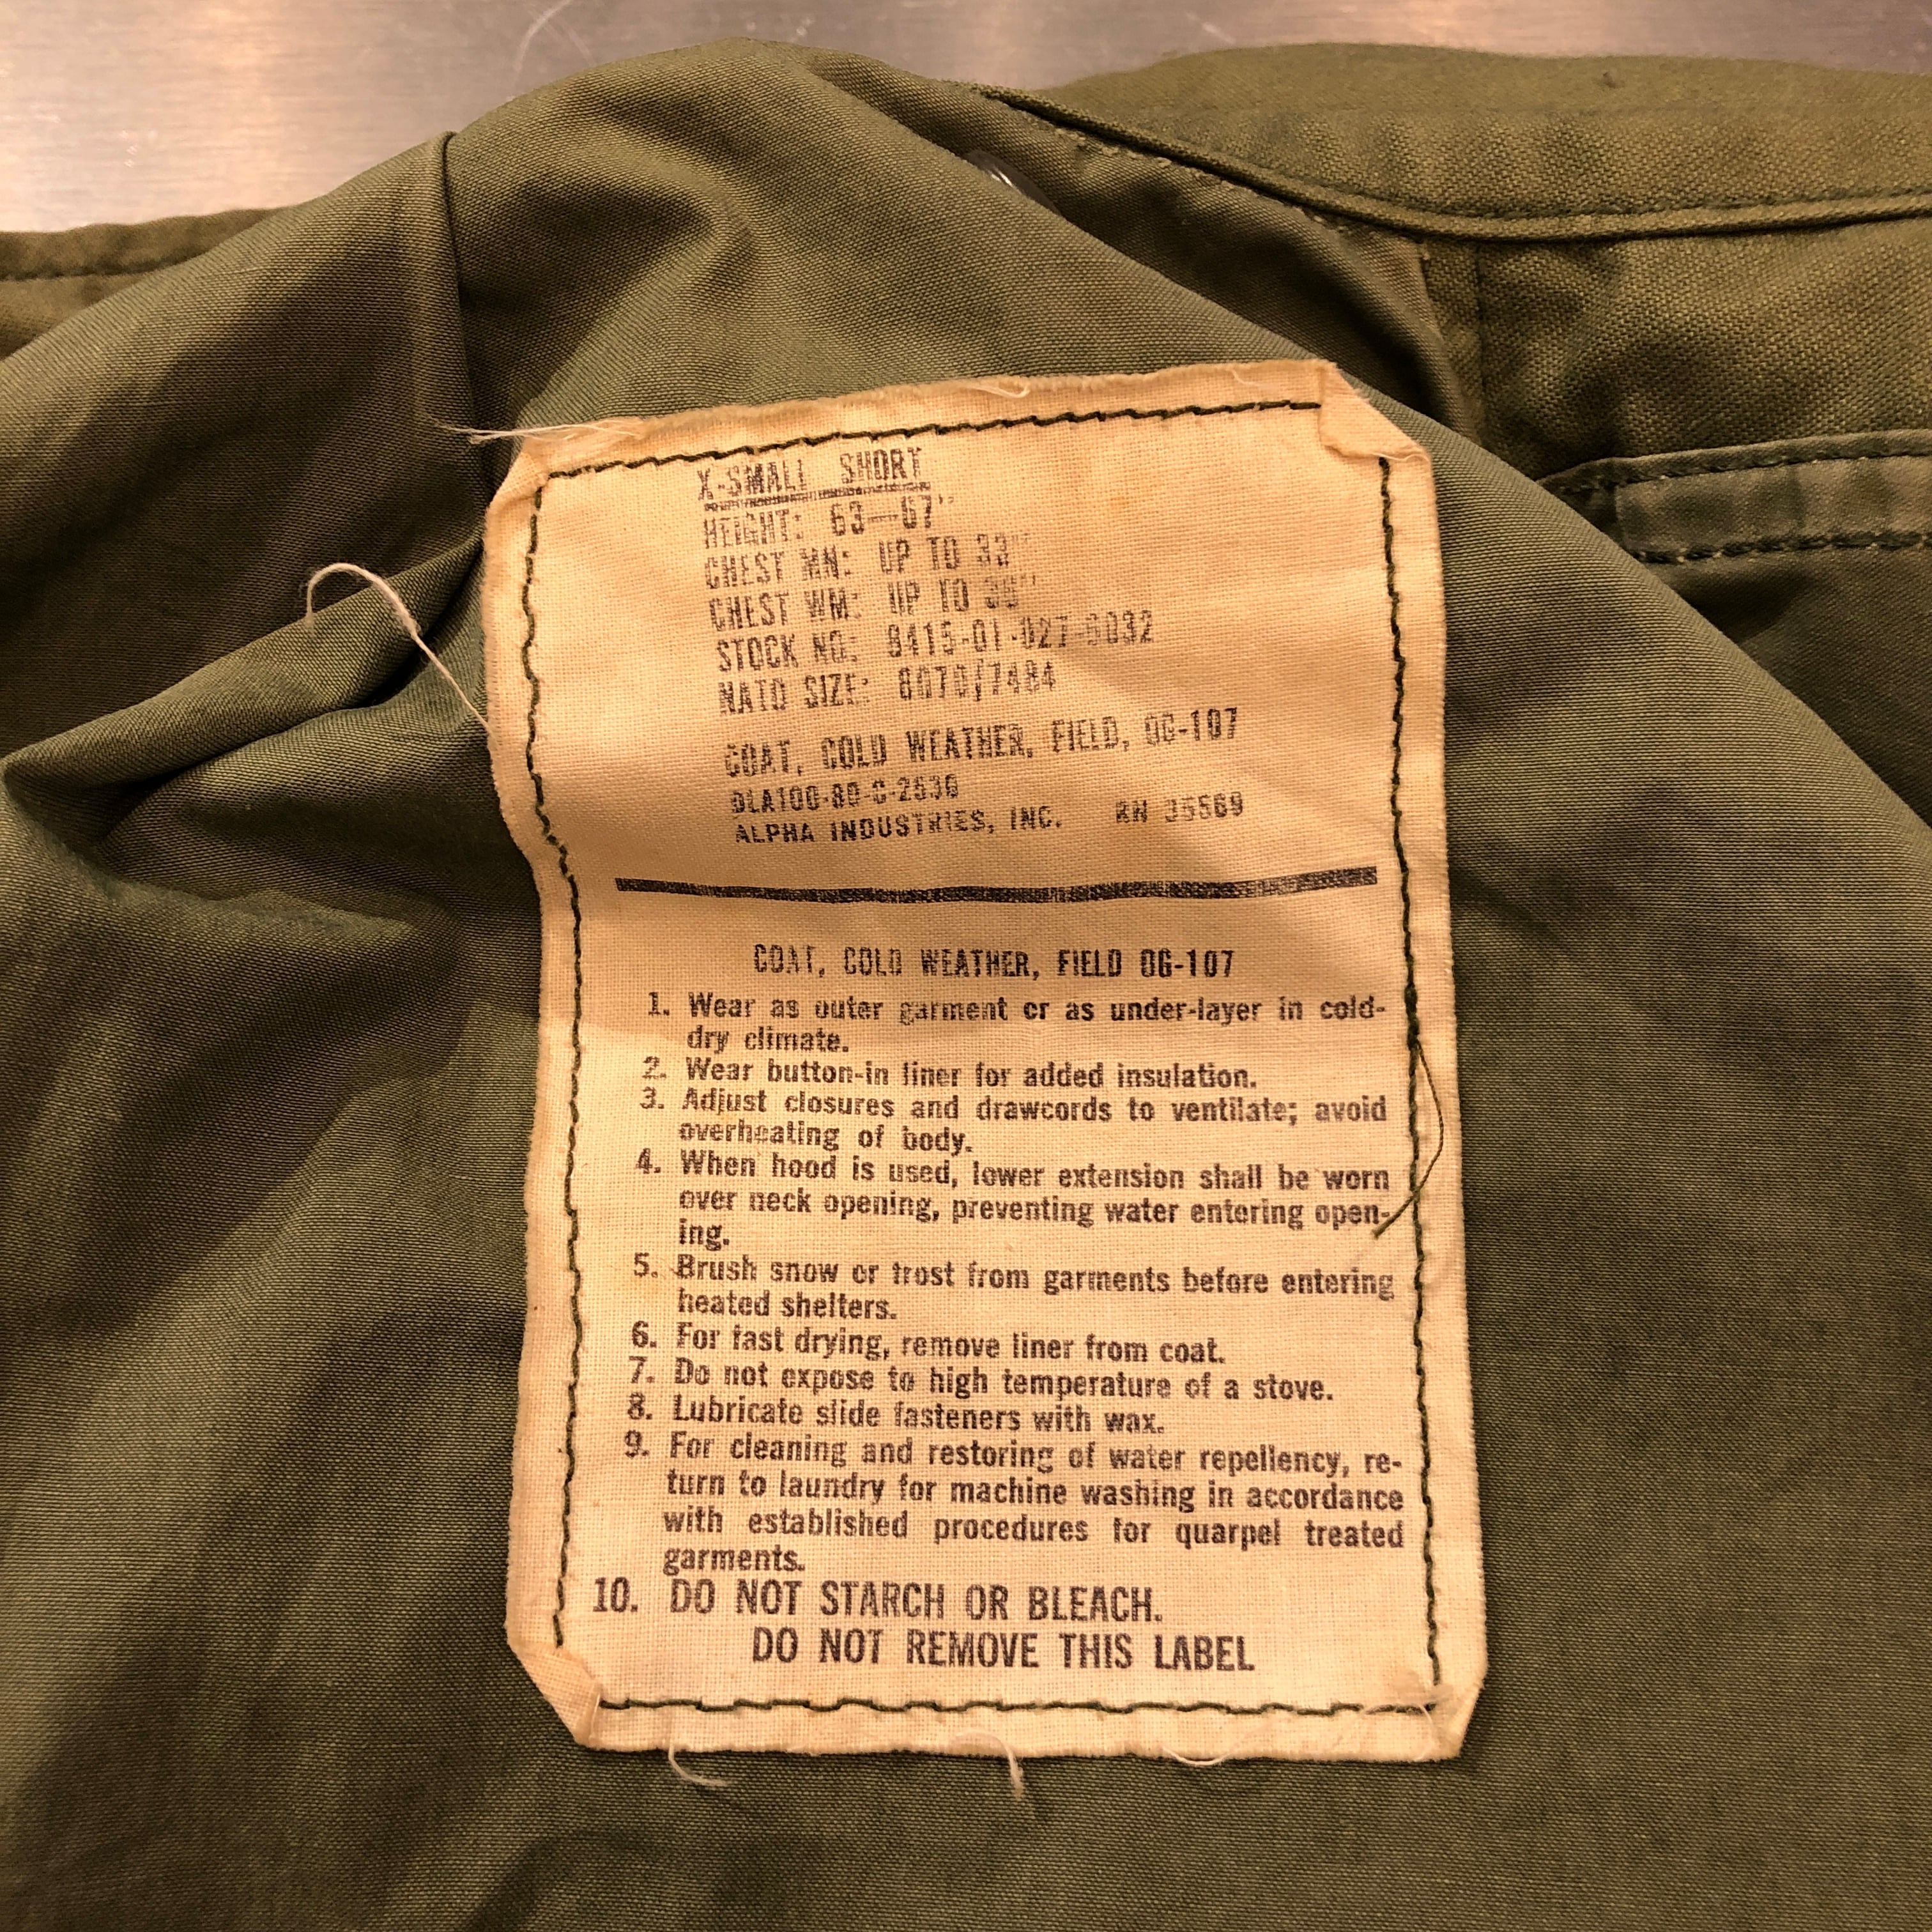 X-SMALL SHORT
HEIGHT: 63—67"
CHEST MN: UP TO 33"
CHEST WM: UP TO 35"
STOCK NO: 8415-01-027-6032
NATO SIZE: 8070/7484
COAT, COLD WEATHER, FIELD, OG-107
DLA100-80-C-2630
ALPHA INDUSTRIES, INC. RN 35569
COAT, COLD WEATHER, FIELD OG-107
1. Wear as outer garment or as under-layer in cold-
dry climate.
2. Wear button-in liner for added insulation.
3. Adjust closures and drawcords to ventilate; avoid
overheating of body.
4. When hood is used, lower extension shall be worn
over neck opening, preventing water entering open-
ing.
5. Brush snow or frost from garments before entering
heated shelters.
6. For fast drying, remove liner from coat.
7. Do not expose to high temperature of a stove.
8. Lubricate slide fasteners with wax.
9. For cleaning and restoring of water repellency, re-
turn to laundry for machine washing in accordance
with established procedures for quarpel treated
garments.
10. DO NOT STARCH OR BLEACH.
DO NOT REMOVE THIS LABEL